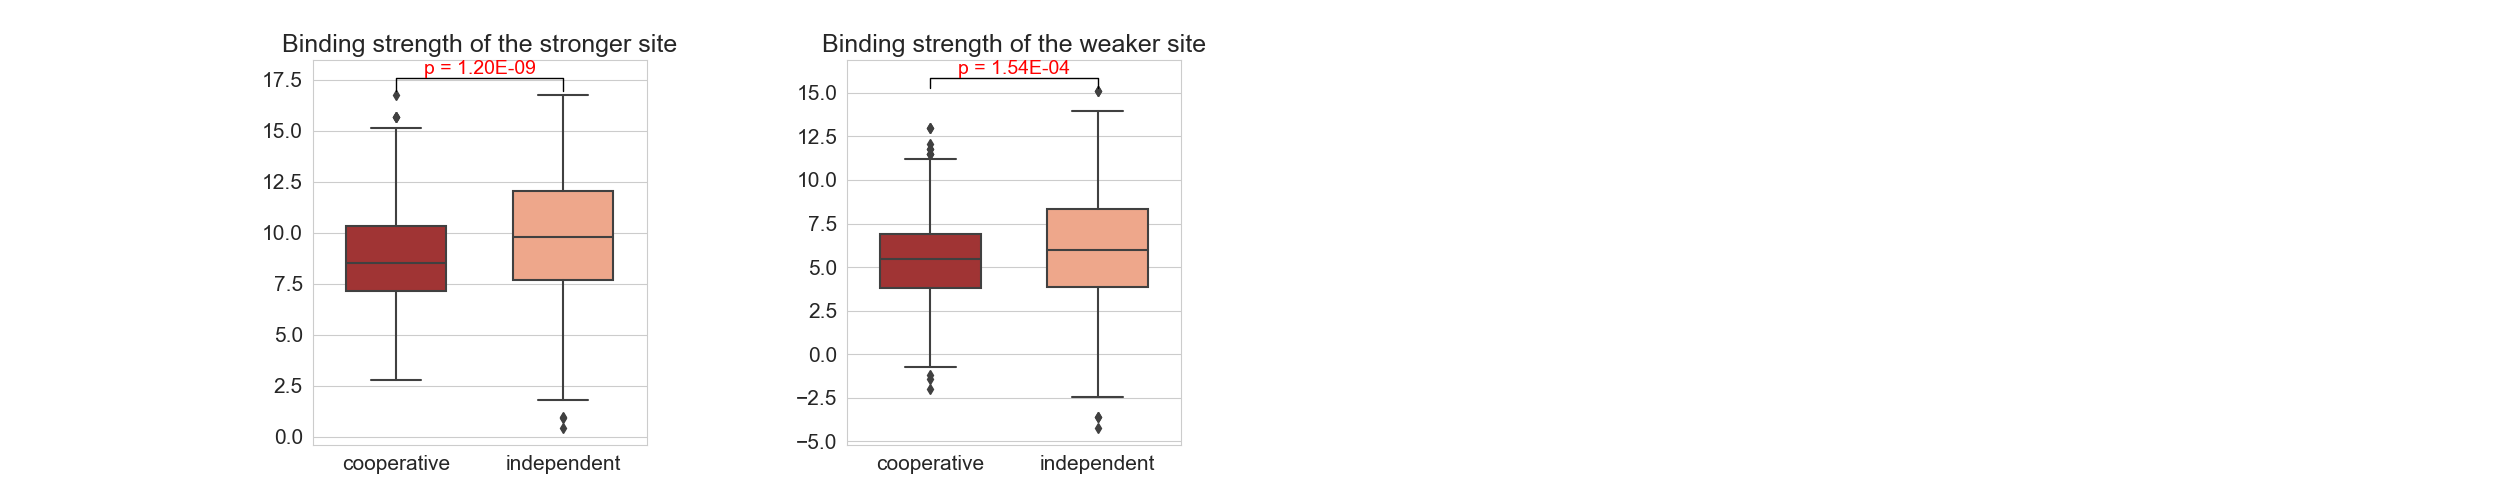 Binding strength of the stronger site
p = 1.20E-09
17.5
15.0
12.5
10.0
7.5
5.0
2.5
0.0
cooperative
independent
Binding strength of the weaker site
p = 1.54E-04
15.0
12.5
10.0
7.5
5.0
2.5
0.0
−2.5
−5.0
cooperative
independent